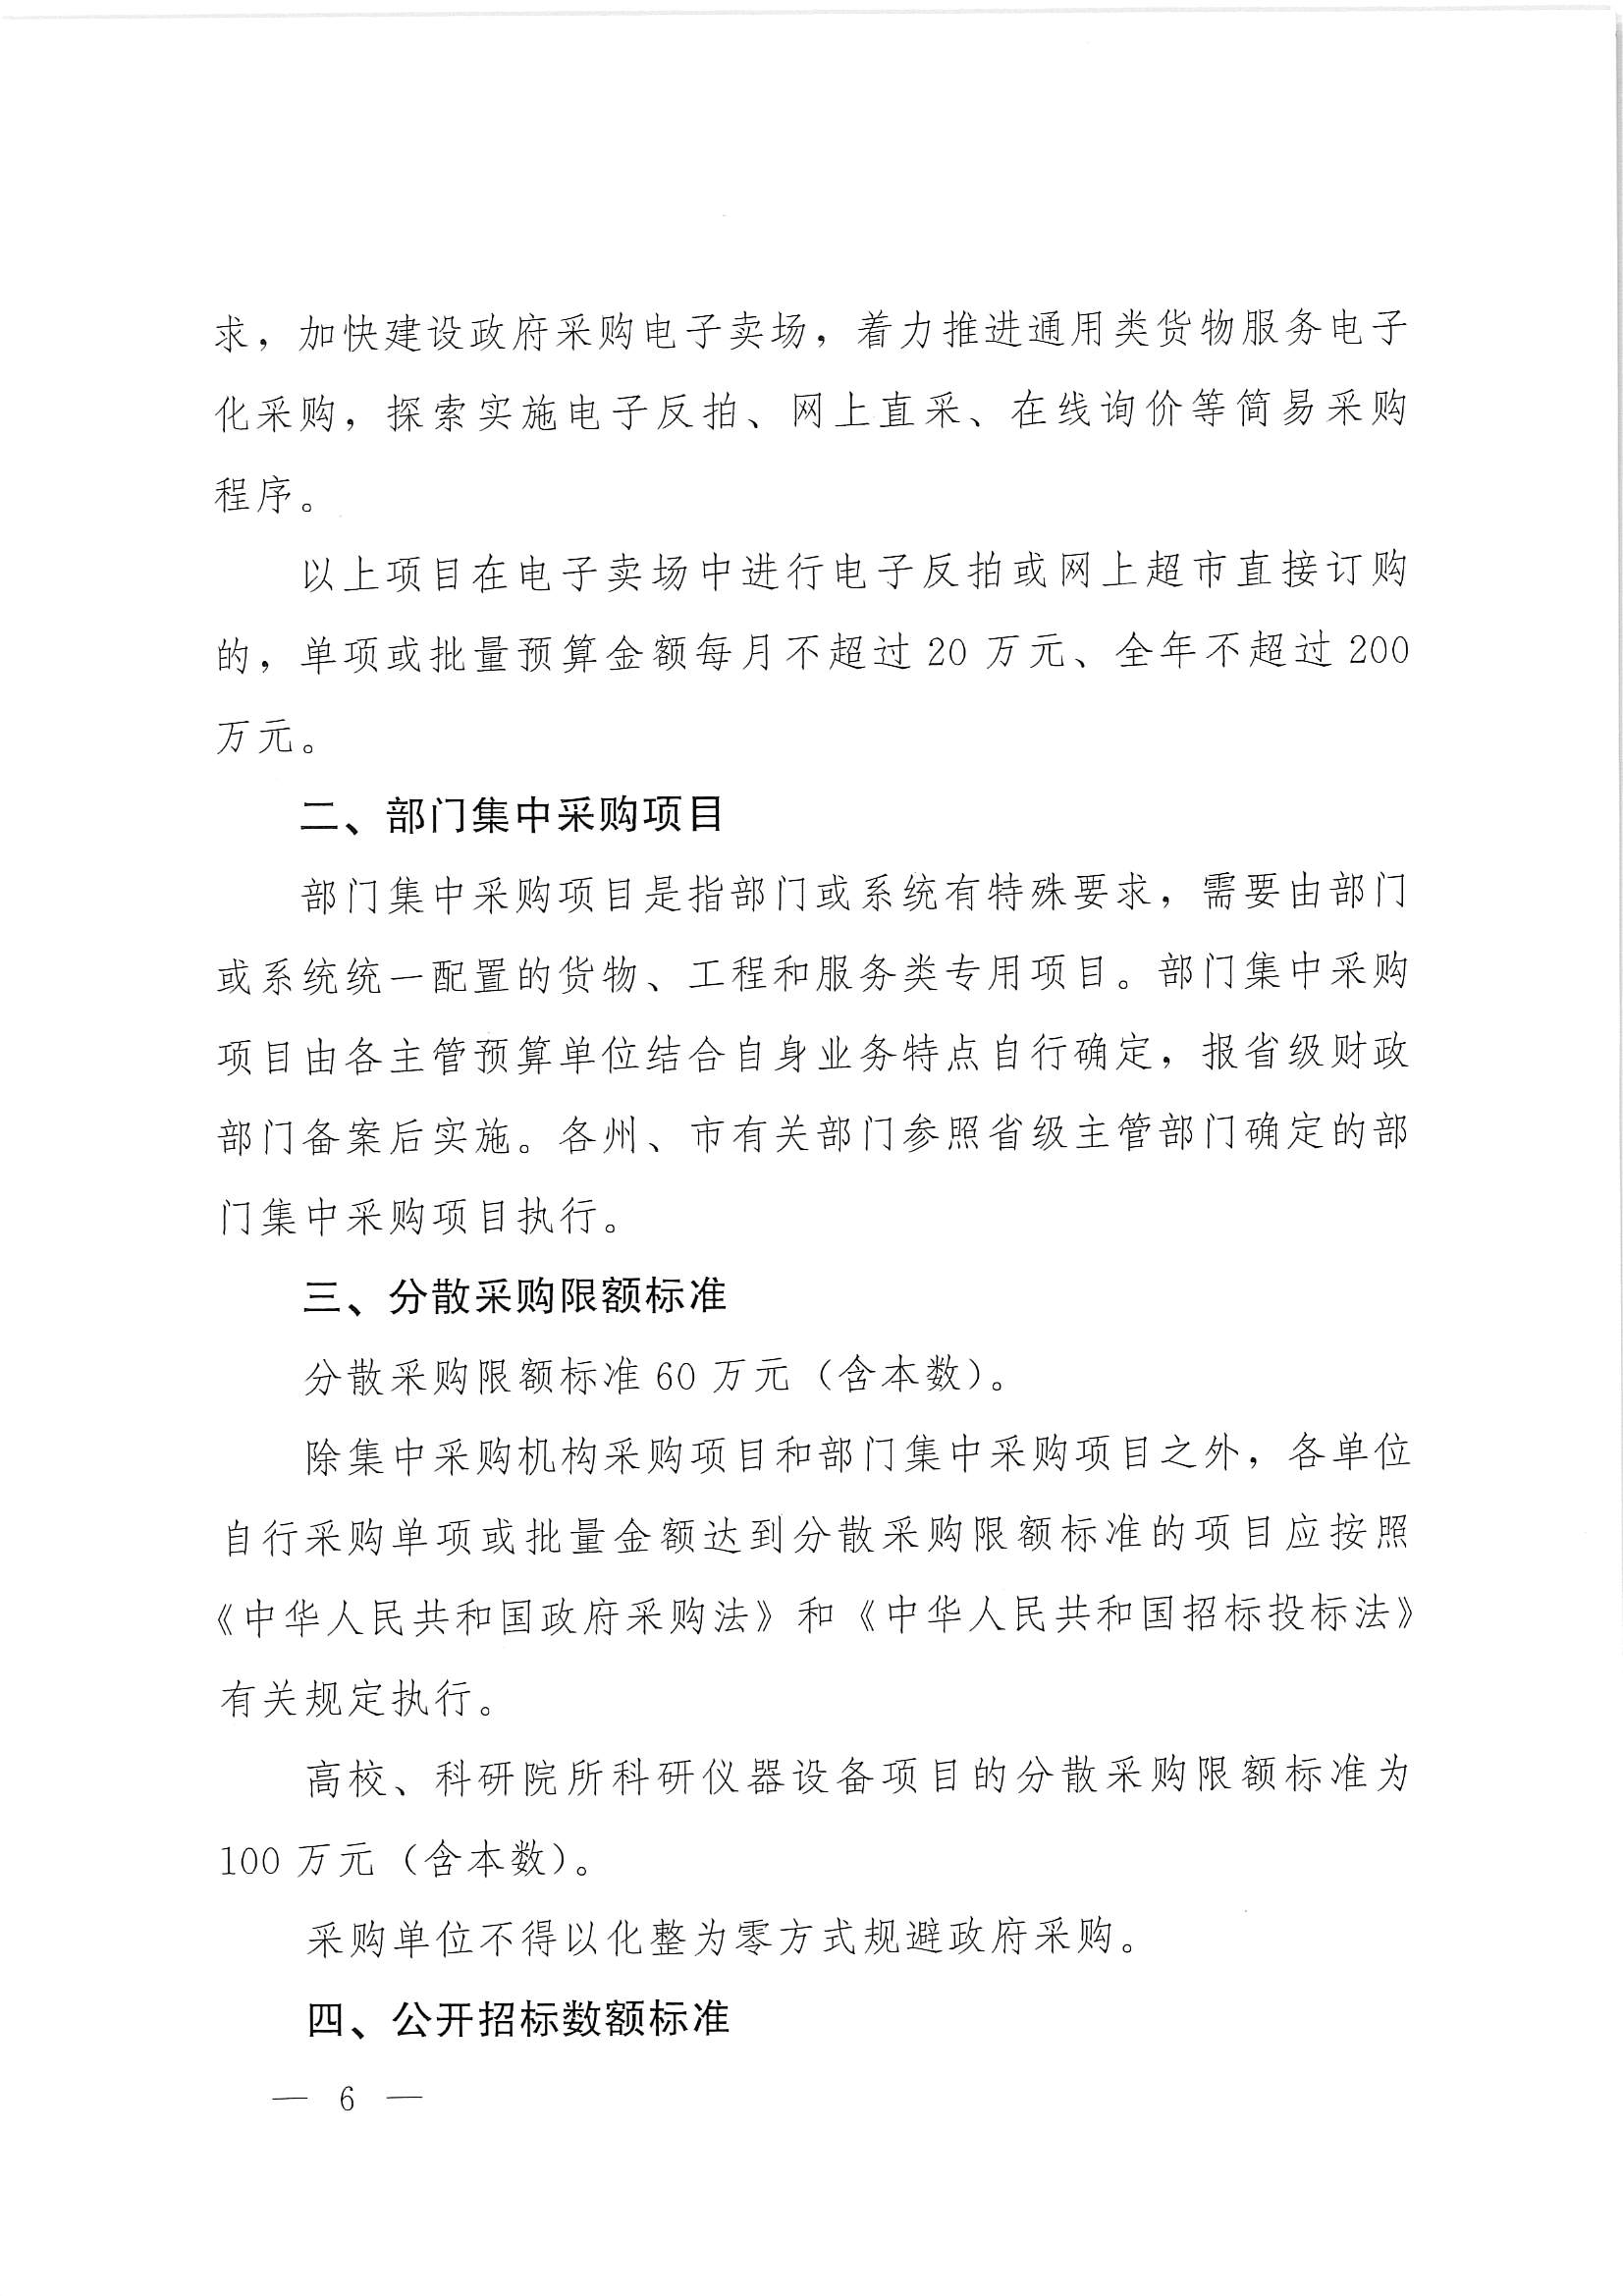 求，加快建设政府采购电子卖场，着力推进通用类货物服务电子
化采购，探索实施电子反拍、网上直采、在线询价等简易采购
程序。
以上项目在电子卖场中进行电子反拍或网上超市直接订购
的，单项或批量预算金额每月不超过 20 万元、全年不超过 200
万元。
二、部门集中采购项目
部门集中采购项目是指部门或系统有特殊要求，需要由部门
或系统统一配置的货物、工程和服务类专用项目。部门集中采购
项目由各主管预算单位结合自身业务特点自行确定，报省级财政
部门备案后实施。各州、市有关部门参照省级主管部门确定的部
门集中采购项目执行。
三、分散采购限额标准
分散采购限额标准 60 万元（含本数）。
除集中采购机构采购项目和部门集中采购项目之外，各单位
自行采购单项或批量金额达到分散采购限额标准的项目应按照
《中华人民共和国政府采购法》和《中华人民共和国招标投标法》
有关规定执行。
高校、科研院所科研仪器设备项目的分散采购限额标准为
100 万元（含本数）。
采购单位不得以化整为零方式规避政府采购。
四、公开招标数额标准
— 6 —